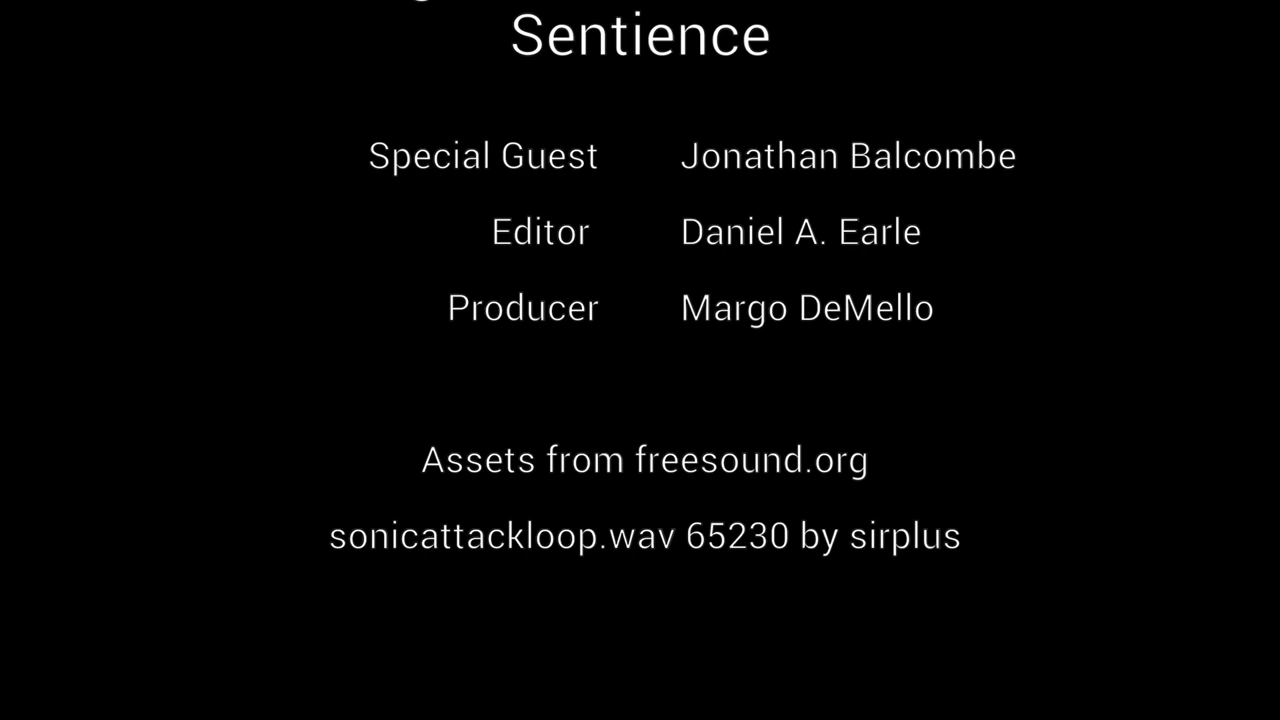 Sentience
Special Guest Jonathan Balcombe
Editor Daniel A. Earle
Producer Margo DeMello
Assets from freesound.org
sonicattackloop.wav 65230 by sirplus